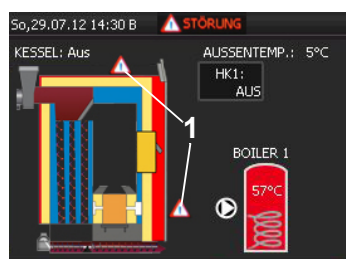 So,29.07.12 14:30 B STÖRUNG
KESSEL: Aus AUSSENTEMP.: 5°C
HK1:
AUS
1
BOILER 1
57°C